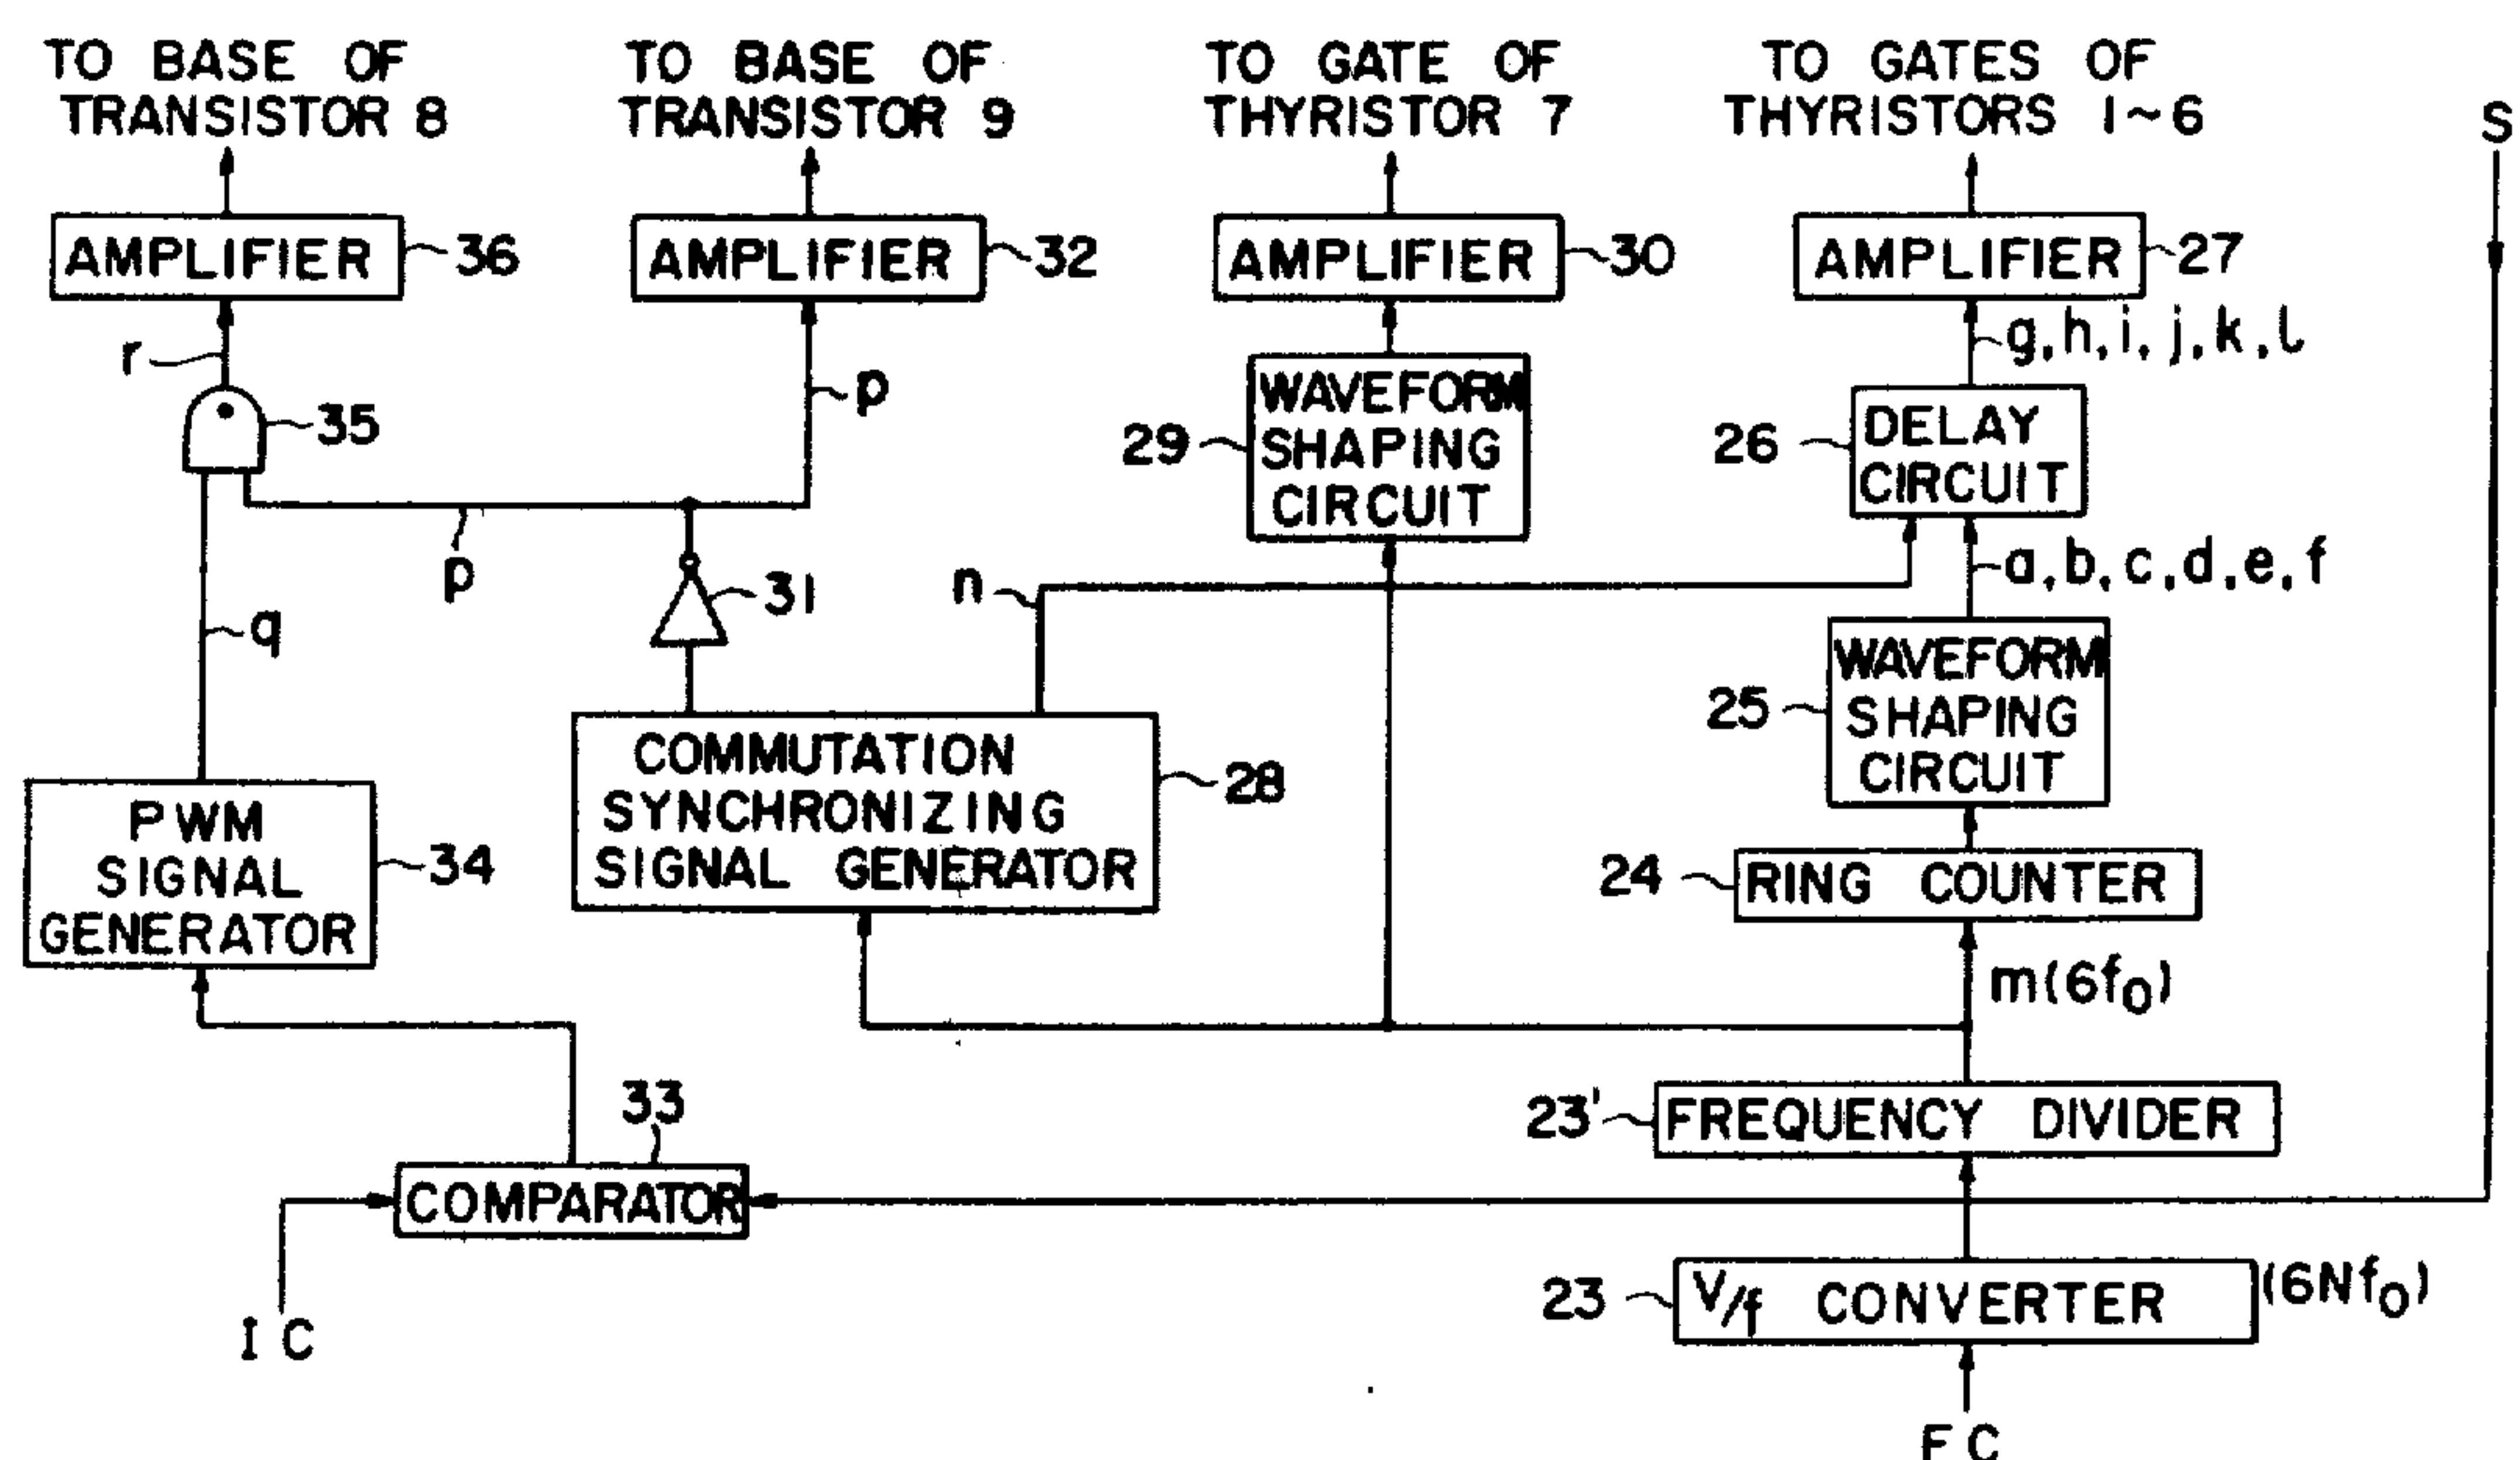 TO BASE OF
TRANSISTOR 8
TO BASE OF
TRANSISTOR 9
TO GATE OF
THYRISTOR 7
TO GATES OF
THYRISTORS 1~6
S
AMPLIFIER
36
AMPLIFIER
32
AMPLIFIER
30
AMPLIFIER
27
r
35
p
p
q
31
29
WAVEFORM
SHAPING
CIRCUIT
g,h,i,j,k,l
26
DELAY
CIRCUIT
n
a,b,c,d,e,f
25
WAVEFORM
SHAPING
CIRCUIT
PWM
SIGNAL
GENERATOR
34
COMMUTATION
SYNCHRONIZING
SIGNAL GENERATOR
28
24
RING COUNTER
m(6f0)
23'
FREQUENCY DIVIDER
33
COMPARATOR
IC
23
V/f CONVERTER
(6Nf0)
FC